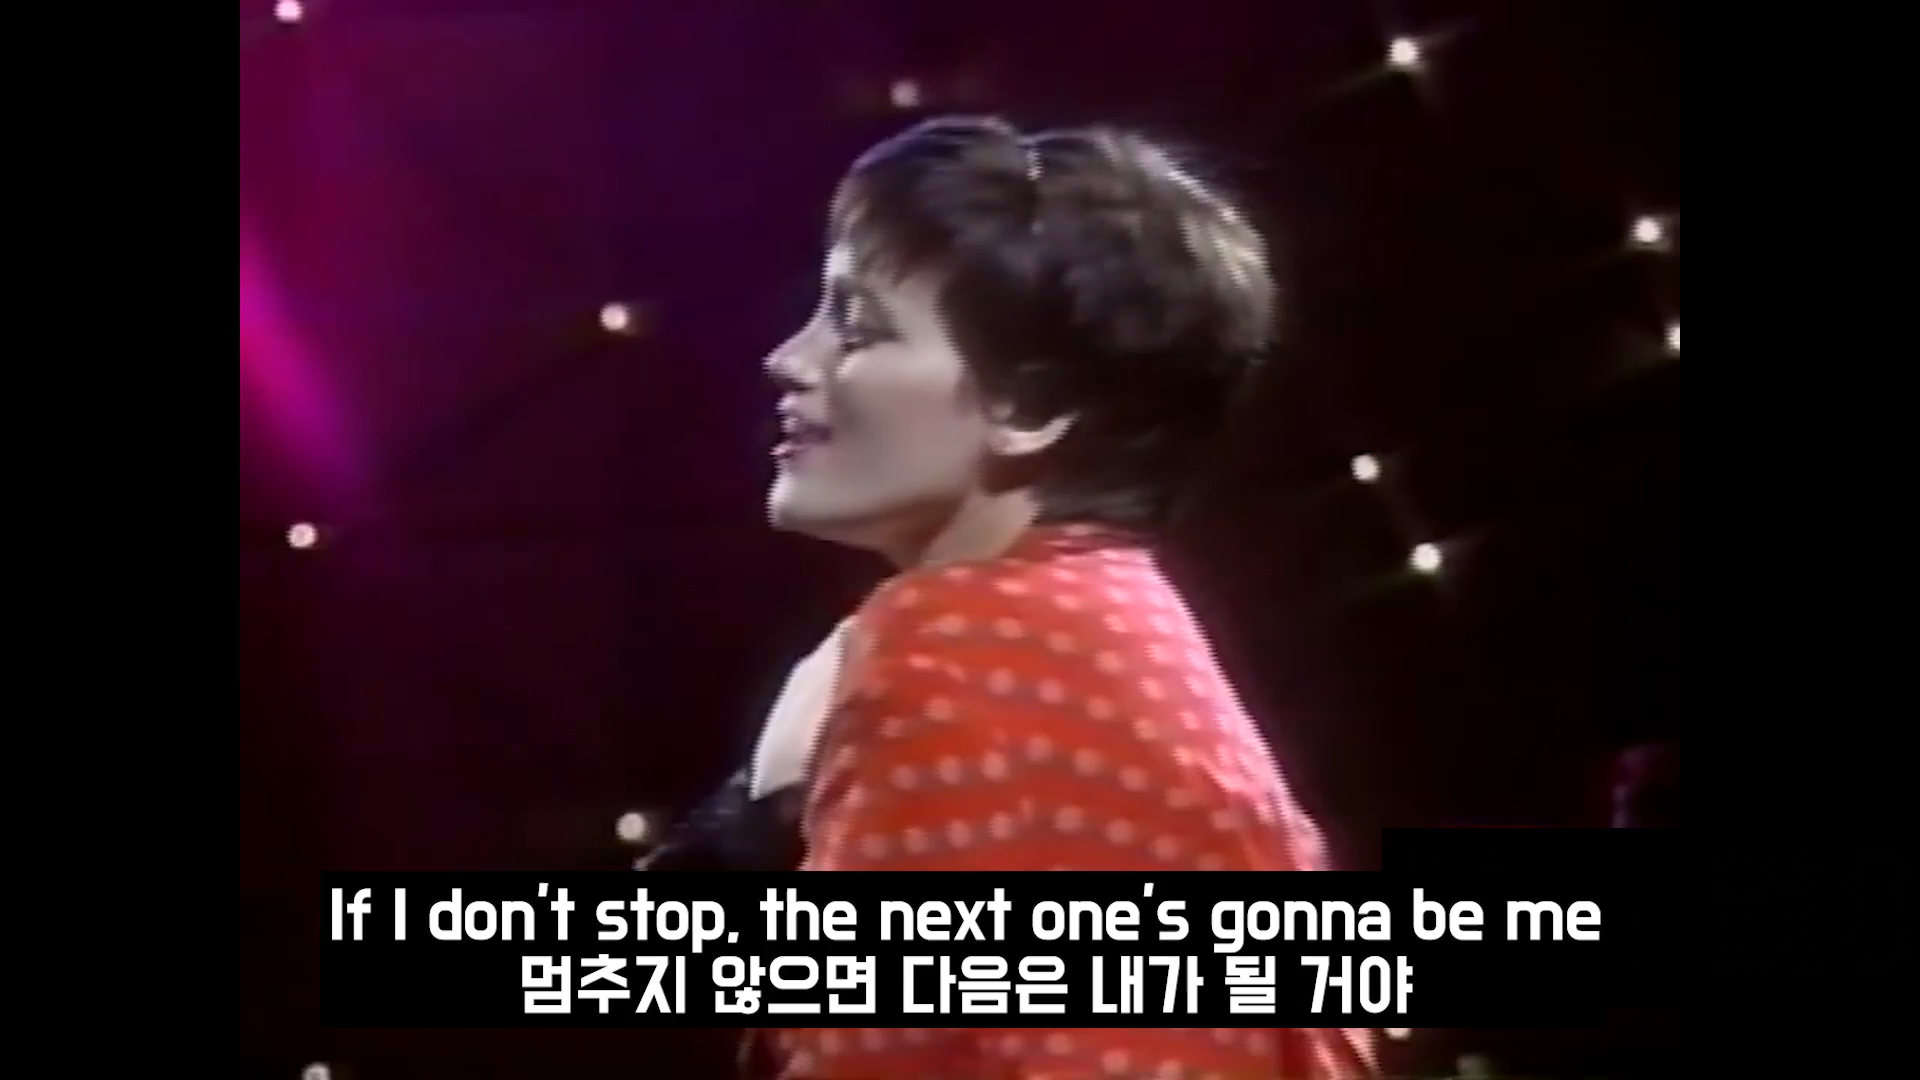 If I don't stop, the next one's gonna be me
멈추지 않으면 다음은 내가 될 거야